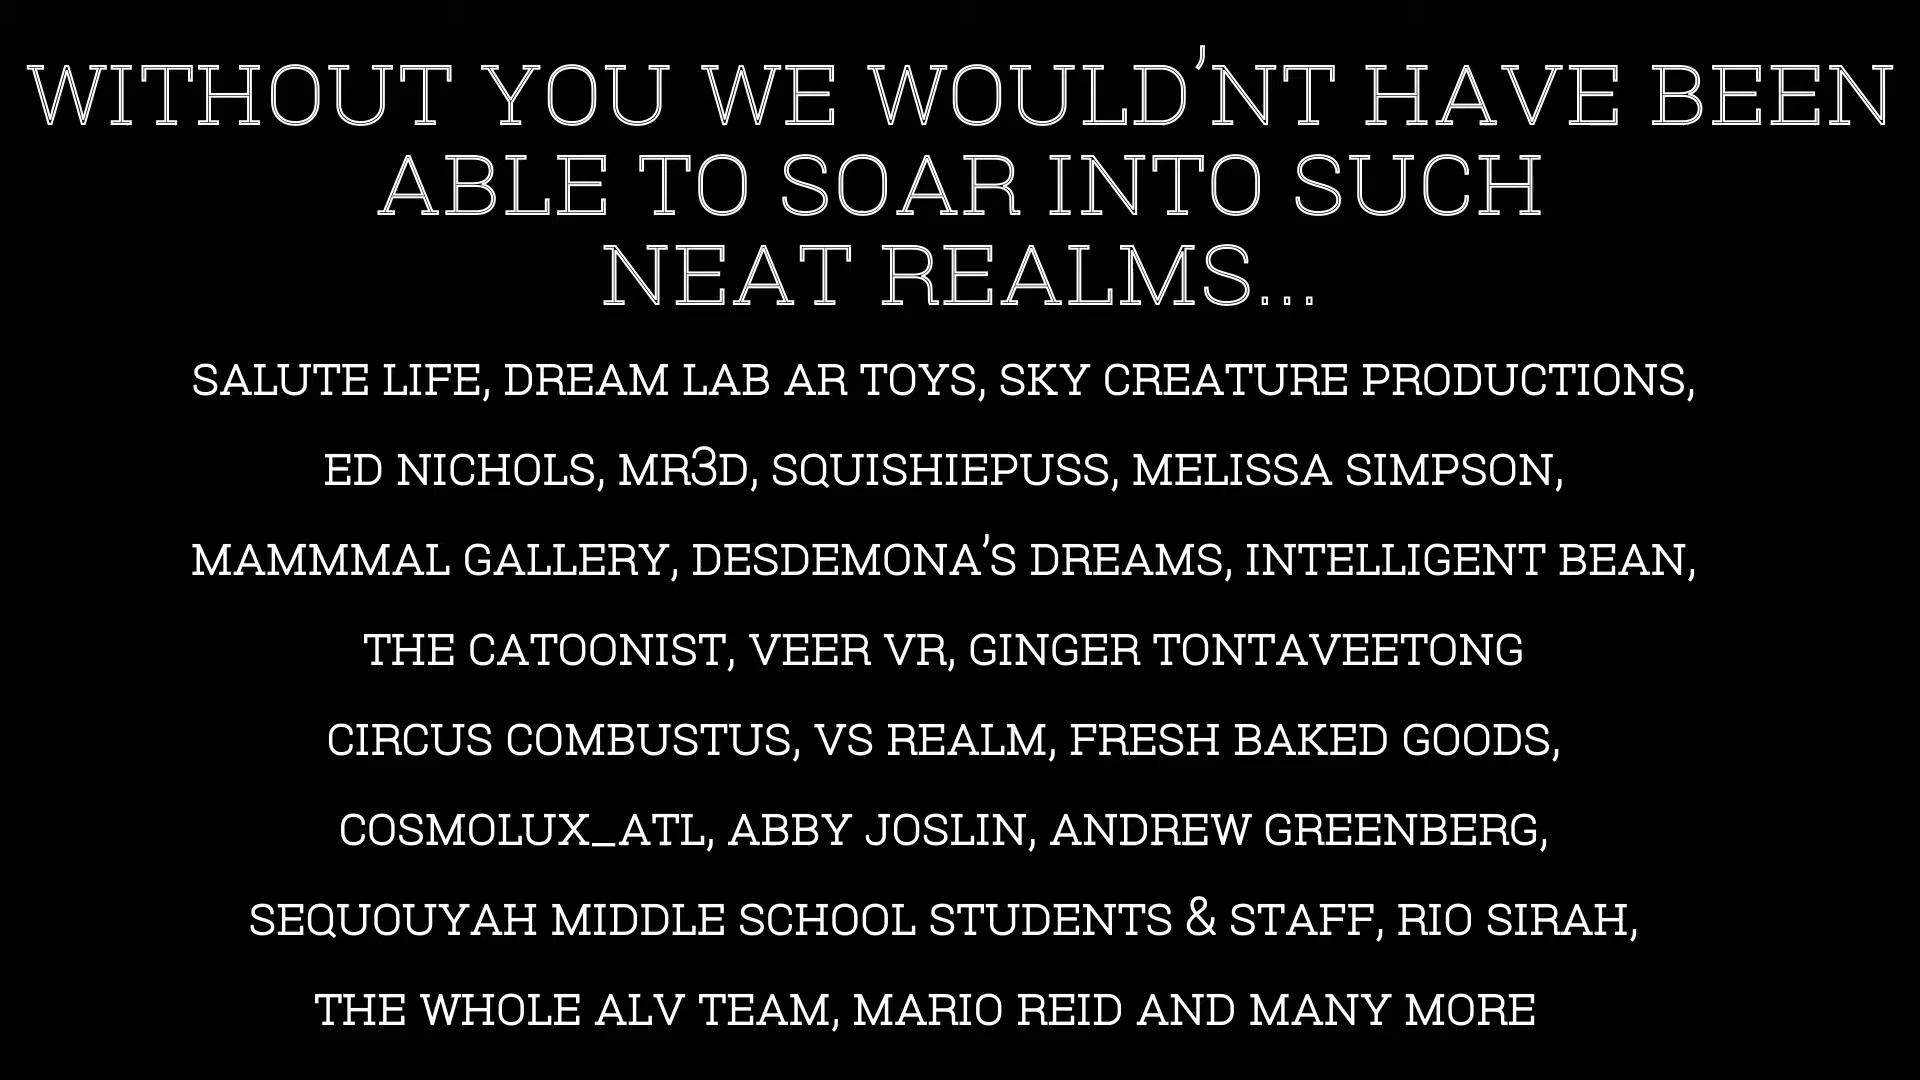 WITHOUT YOU WE WOULD'NT HAVE BEEN
ABLE TO SOAR INTO SUCH
NEAT REALMS...
SALUTE LIFE, DREAM LAB AR TOYS, SKY CREATURE PRODUCTIONS,
ED NICHOLS, MR3D, SQUISHIEPUSS, MELISSA SIMPSON,
MAMMMAL GALLERY, DESDEMONA'S DREAMS, INTELLIGENT BEAN,
THE CATOONIST, VEER VR, GINGER TONTAVEETONG
CIRCUS COMBUSTUS, VS REALM, FRESH BAKED GOODS,
COSMOLUX_ATL, ABBY JOSLIN, ANDREW GREENBERG,
SEQUOUYAH MIDDLE SCHOOL STUDENTS & STAFF, RIO SIRAH,
THE WHOLE ALV TEAM, MARIO REID AND MANY MORE